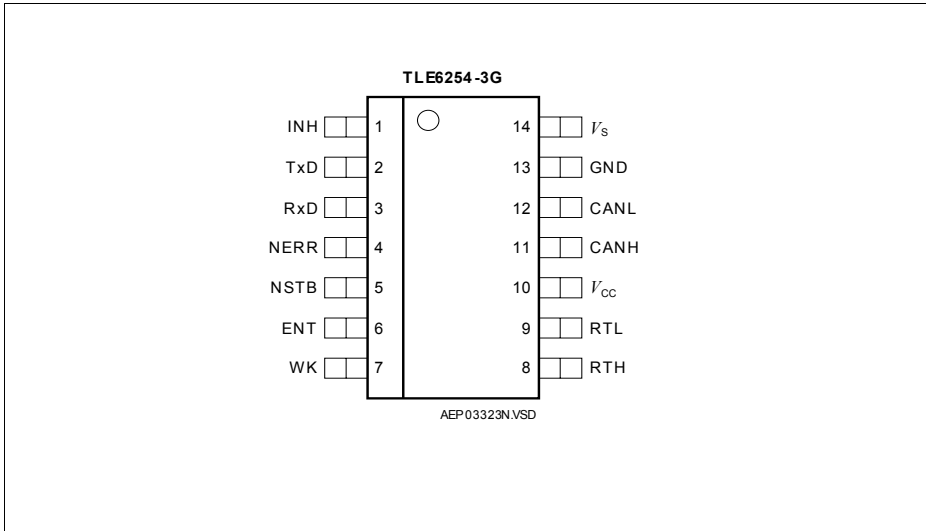 TLE6254-3G
INH 1 14 VS
TxD 2 13 GND
RxD 3 12 CANL
NERR 4 11 CANH
NSTB 5 10 VCC
ENT 6 9 RTL
WK 7 8 RTH
AEP03323N.VSD